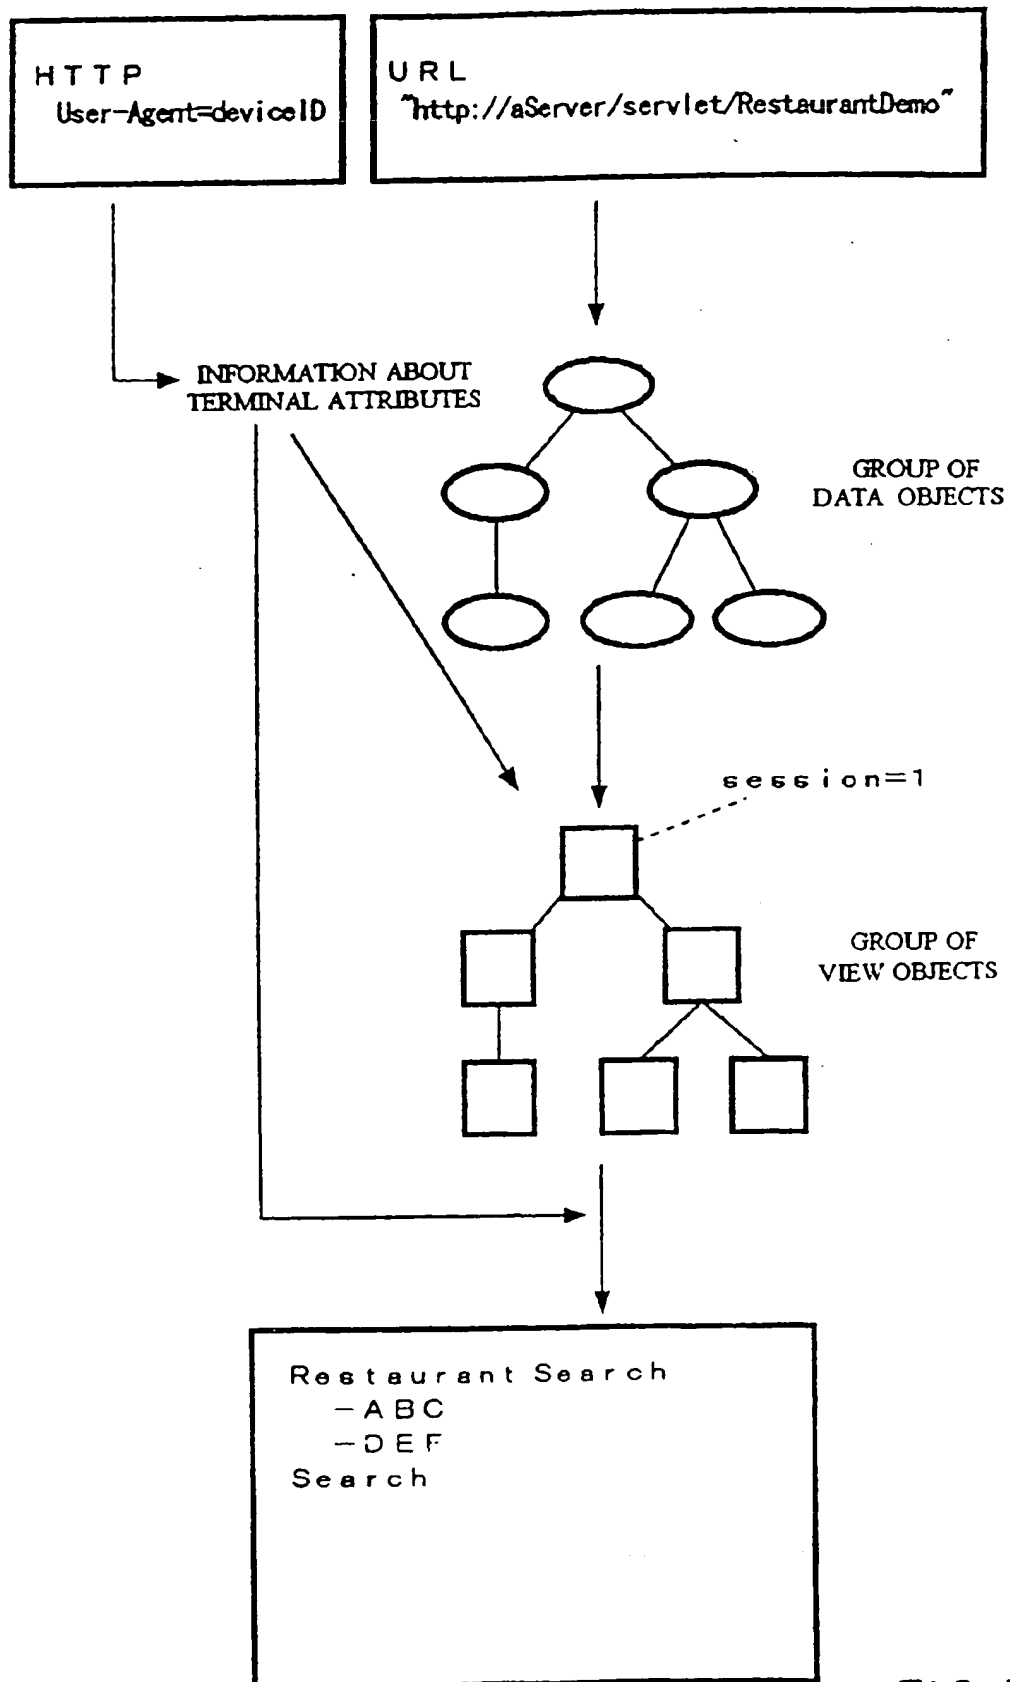 HTTP
User-Agent=deviceID
URL
"http://aServer/servlet/RestaurantDemo"
INFORMATION ABOUT
TERMINAL ATTRIBUTES
GROUP OF
DATA OBJECTS
session=1
GROUP OF
VIEW OBJECTS
Restaurant Search
-ABC
-DEF
Search